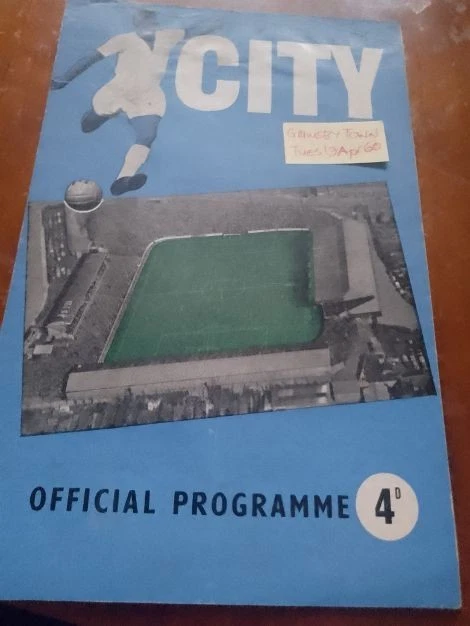 CITY
GRIMSBY TOWN
TUES 19 Apr 60
OFFICIAL PROGRAMME 4D